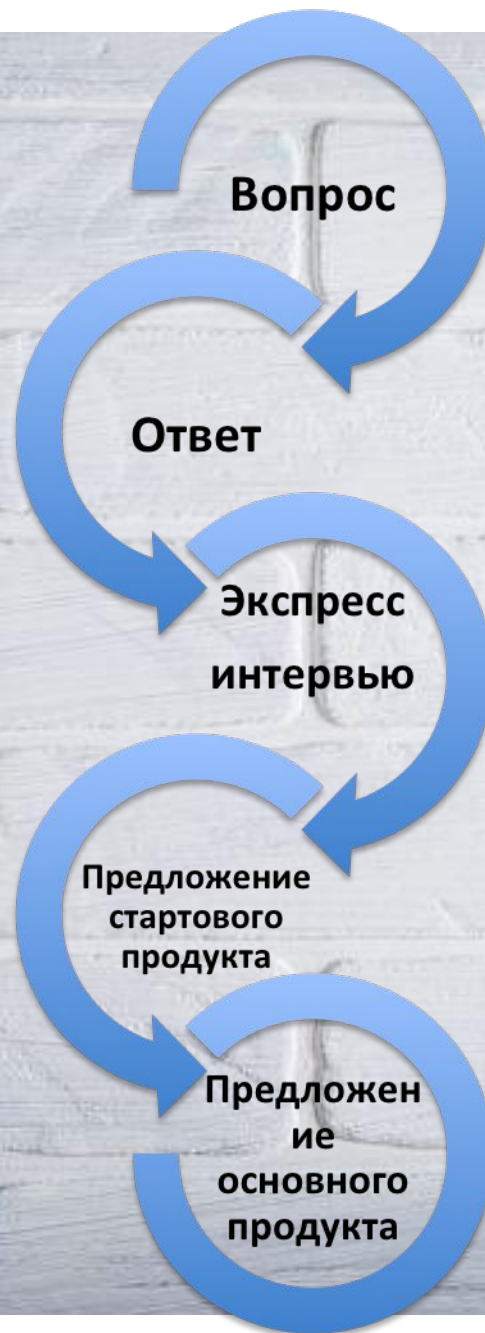 Вопрос
Ответ
Экспресс
интервью
Предложение
стартового
продукта
Предложен
ие
основного
продукта